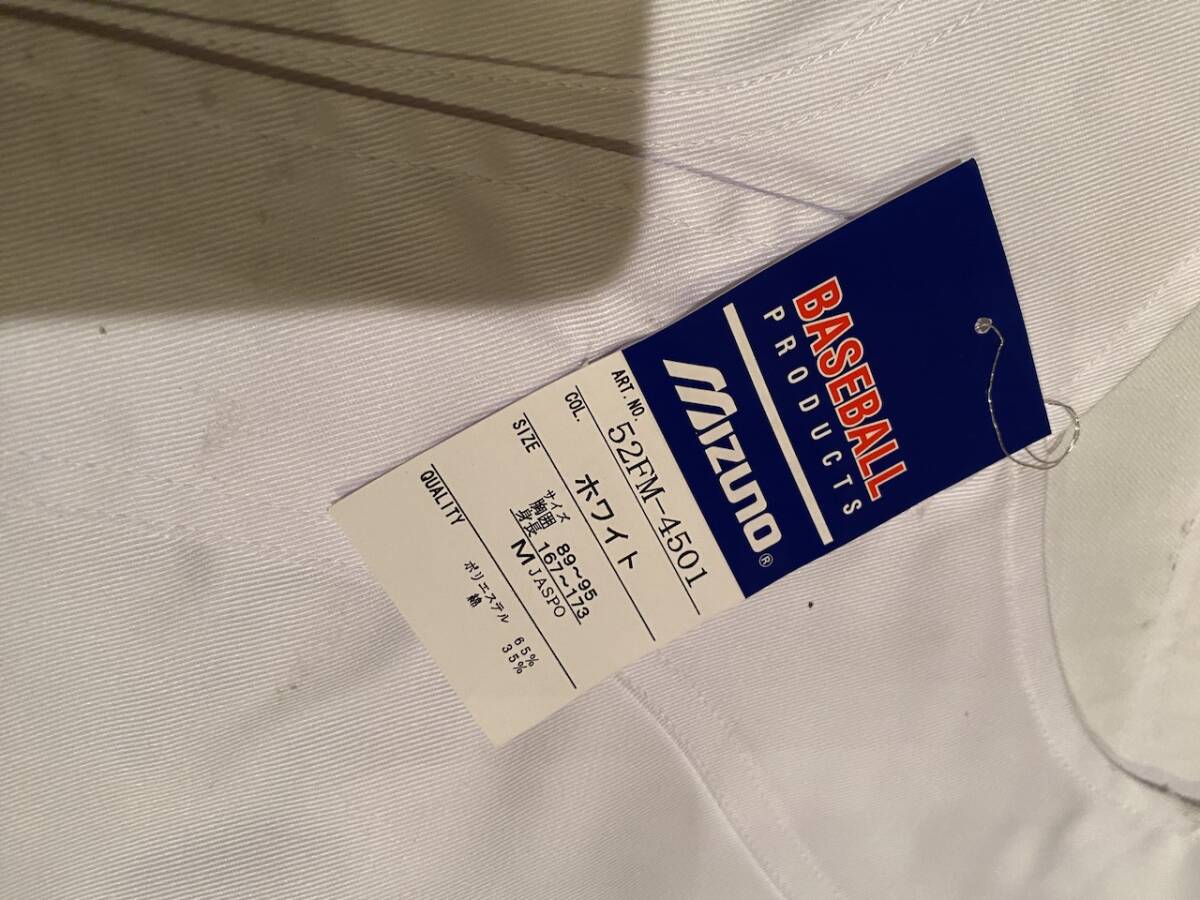 BASEBALL
PRODUCTS
MIZUNO®
ART. NO. 52FM-4501
COL. ホワイト
SIZE サイズ
胸囲 89~95
身長 167~173
M JASPO
QUALITY
ポリエステル 65%
綿 35%